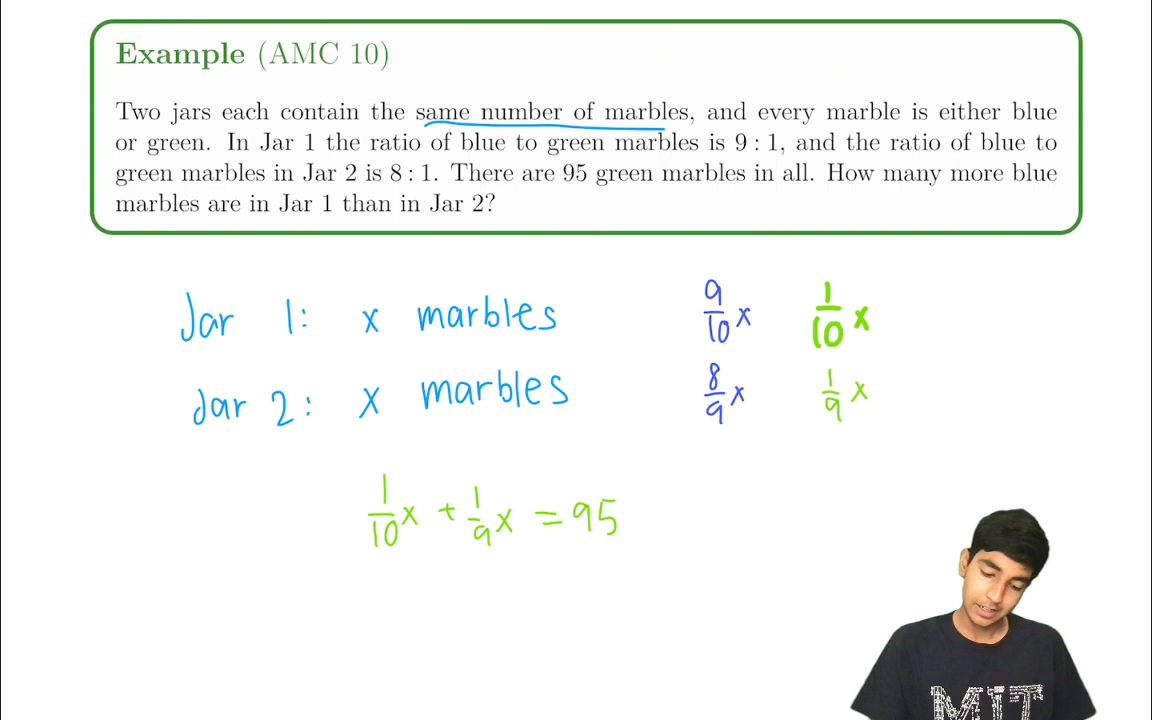 Example (AMC 10)
Two jars each contain the same number of marbles, and every marble is either blue
or green. In Jar 1 the ratio of blue to green marbles is 9 : 1, and the ratio of blue to
green marbles in Jar 2 is 8 : 1. There are 95 green marbles in all. How many more blue
marbles are in Jar 1 than in Jar 2?
Jar 1: x marbles 9/10 x 1/10 x
Jar 2: x marbles 8/9 x 1/9 x
1/10 x + 1/9 x = 95
MIT